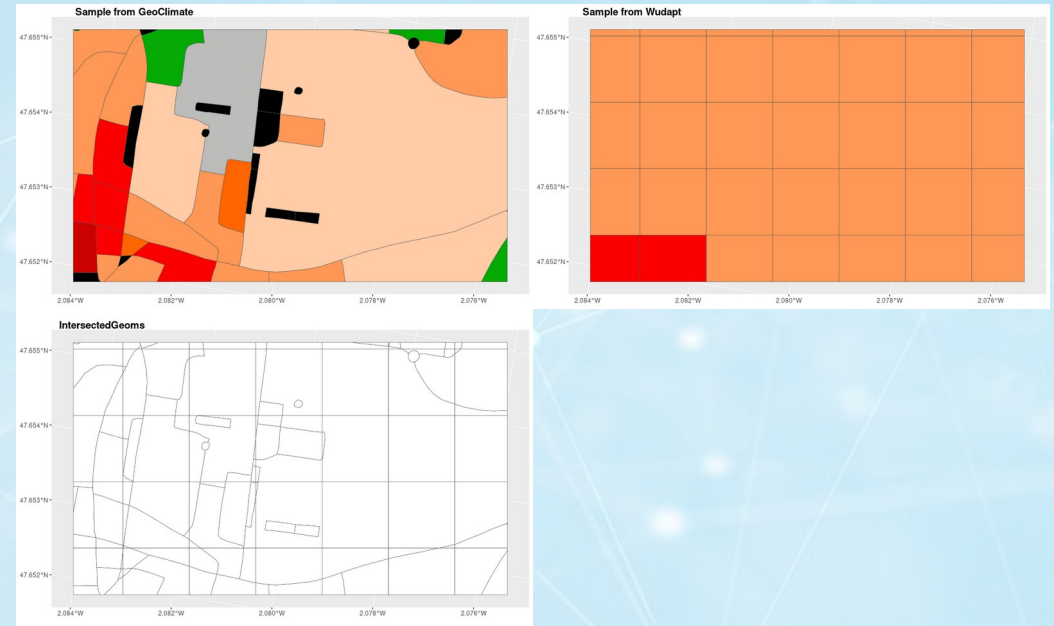 Sample from GeoClimate
47.655°N
47.654°N
47.653°N
47.652°N
2.084°W 2.082°W 2.080°W 2.078°W 2.076°W
Sample from Wudapt
47.655°N
47.654°N
47.653°N
47.652°N
2.084°W 2.082°W 2.080°W 2.078°W 2.076°W
IntersectedGeoms
47.655°N
47.654°N
47.653°N
47.652°N
2.084°W 2.082°W 2.080°W 2.078°W 2.076°W